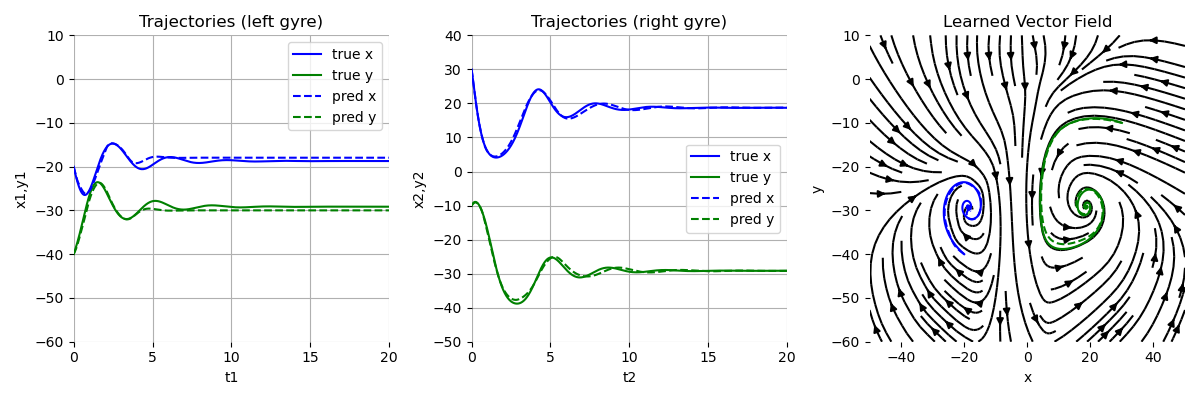 Trajectories (left gyre)
10
0
−10
−20
−30
−40
−50
−60
x1,y1
0
5
10
15
20
t1
true x
true y
pred x
pred y
Trajectories (right gyre)
40
30
20
10
0
−10
−20
−30
−40
−50
x2,y2
0
5
10
15
20
t2
true x
true y
pred x
pred y
Learned Vector Field
10
0
−10
−20
−30
−40
−50
−60
y
−40
−20
0
20
40
x